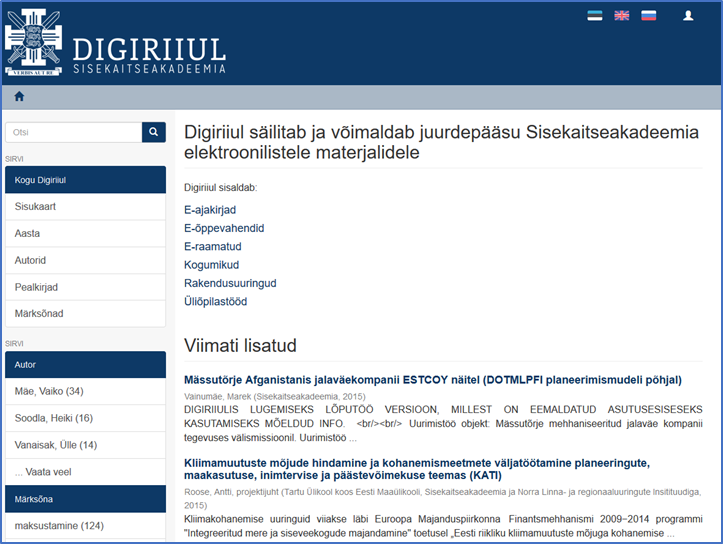 VERBIS AUT RE
DIGIRIIUL
SISEKAITSEAKADEEMIA
Otsi
SIRVI
Kogu Digiriiul
Sisukaart
Aasta
Autorid
Pealkirjad
Märksõnad
SIRVI
Autor
Mäe, Vaiko (34)
Soodla, Heiki (16)
Vanaisak, Ülle (14)
... Vaata veel
Märksõna
maksustamine (124)
Digiriiul säilitab ja võimaldab juurdepääsu Sisekaitseakadeemia
elektroonilistele materjalidele
Digiriiul sisaldab:
E-ajakirjad
E-õppevahendid
E-raamatud
Kogumikud
Rakendusuuringud
Üliõpilastööd
Viimati lisatud
Mässutõrje Afganistanis jalaväekompanii ESTCOY näitel (DOTMLPFI planeerimismudeli põhjal)
Vainumäe, Marek (Sisekaitseakadeemia, 2015)
DIGIRIIULIS LUGEMISEKS LÕPUTÖÖ VERSIOON, MILLEST ON EEMALDATUD ASUTUSESISESEKS
KASUTAMISEKS MÕELDUD INFO. <br/><br/> Uurimistöö objekt: Mässutõrje mehhaniseeritud jalaväe kompanii
tegevuses välismissioonil. Uurimistöö ...
Kliimamuutuste mõjude hindamine ja kohanemismeetmete väljatöötamine planeeringute,
maakasutuse, inimtervise ja päästevõimekuse teemas (KATI)
Roose, Antti, projektijuht (Tartu Ülikool koos Eesti Maaülikooli, Sisekaitseakadeemia ja Norra Linna- ja regionaaluuringute Insitituudiga,
2015)
Kliimakohanemise uuringuid viiakse läbi Euroopa Majanduspiirkonna Finantsmehhanismi 2009−2014 programmi
"Integreeritud mere ja siseveekogude majandamine" toetusel „Eesti riikliku kliimamuutuste mõjuga kohanemise ...